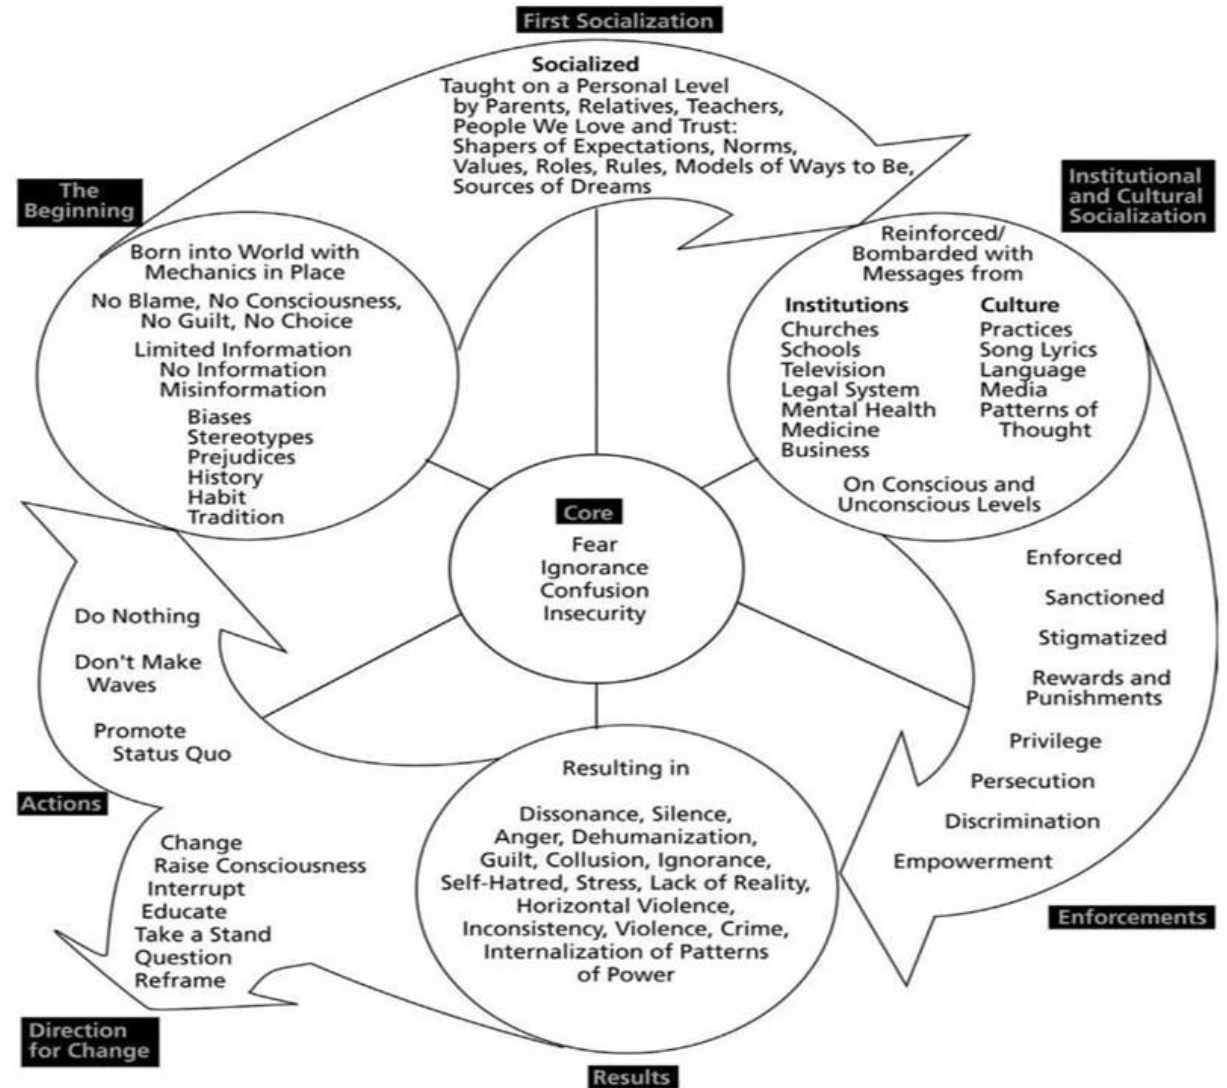 First Socialization
Socialized
Taught on a Personal Level
by Parents, Relatives, Teachers,
People We Love and Trust:
Shapers of Expectations, Norms,
Values, Roles, Rules, Models of Ways to Be,
Sources of Dreams
The
Beginning
Born into World with
Mechanics in Place
No Blame, No Consciousness,
No Guilt, No Choice
Limited Information
No Information
Misinformation
Biases
Stereotypes
Prejudices
History
Habit
Tradition
Institutional
and Cultural
Socialization
Reinforced/
Bombarded with
Messages from
Institutions
Churches
Schools
Television
Legal System
Mental Health
Medicine
Business
Culture
Practices
Song Lyrics
Language
Media
Patterns of
Thought
On Conscious and
Unconscious Levels
Core
Fear
Ignorance
Confusion
Insecurity
Enforced
Sanctioned
Stigmatized
Rewards and
Punishments
Privilege
Persecution
Discrimination
Empowerment
Enforcements
Resulting in
Dissonance, Silence,
Anger, Dehumanization,
Guilt, Collusion, Ignorance,
Self-Hatred, Stress, Lack of Reality,
Horizontal Violence,
Inconsistency, Violence, Crime,
Internalization of Patterns
of Power
Results
Do Nothing
Don't Make
Waves
Promote
Status Quo
Actions
Change
Raise Consciousness
Interrupt
Educate
Take a Stand
Question
Reframe
Direction
for Change